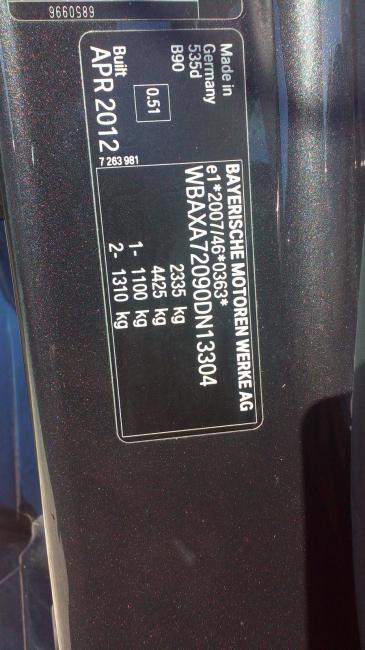 6850996
Made in
Germany
535d
B90
0.51
Built
APR 2012
7 263 981
BAYERISCHE MOTOREN WERKE AG
e1*2007/46*0363*
WBAXA72090DN13304
2335 kg
4425 kg
1- 1100 kg
2- 1310 kg